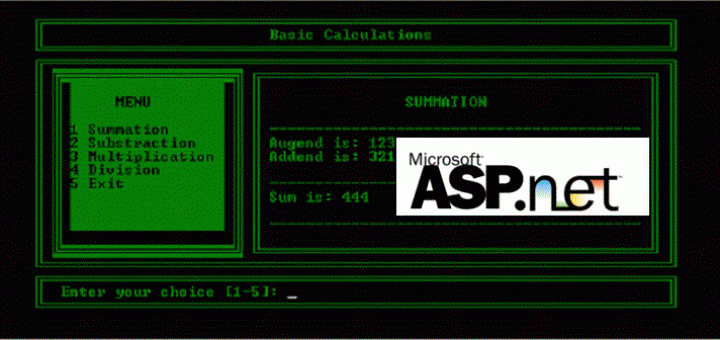 Basic Calculations
MENU
1 Summation
2 Substraction
3 Multiplication
4 Division
5 Exit
SUMMATION
Augend is: 123
Addend is: 321
Sum is: 444
Microsoft
ASP.net
Enter your choice [1-5]: _